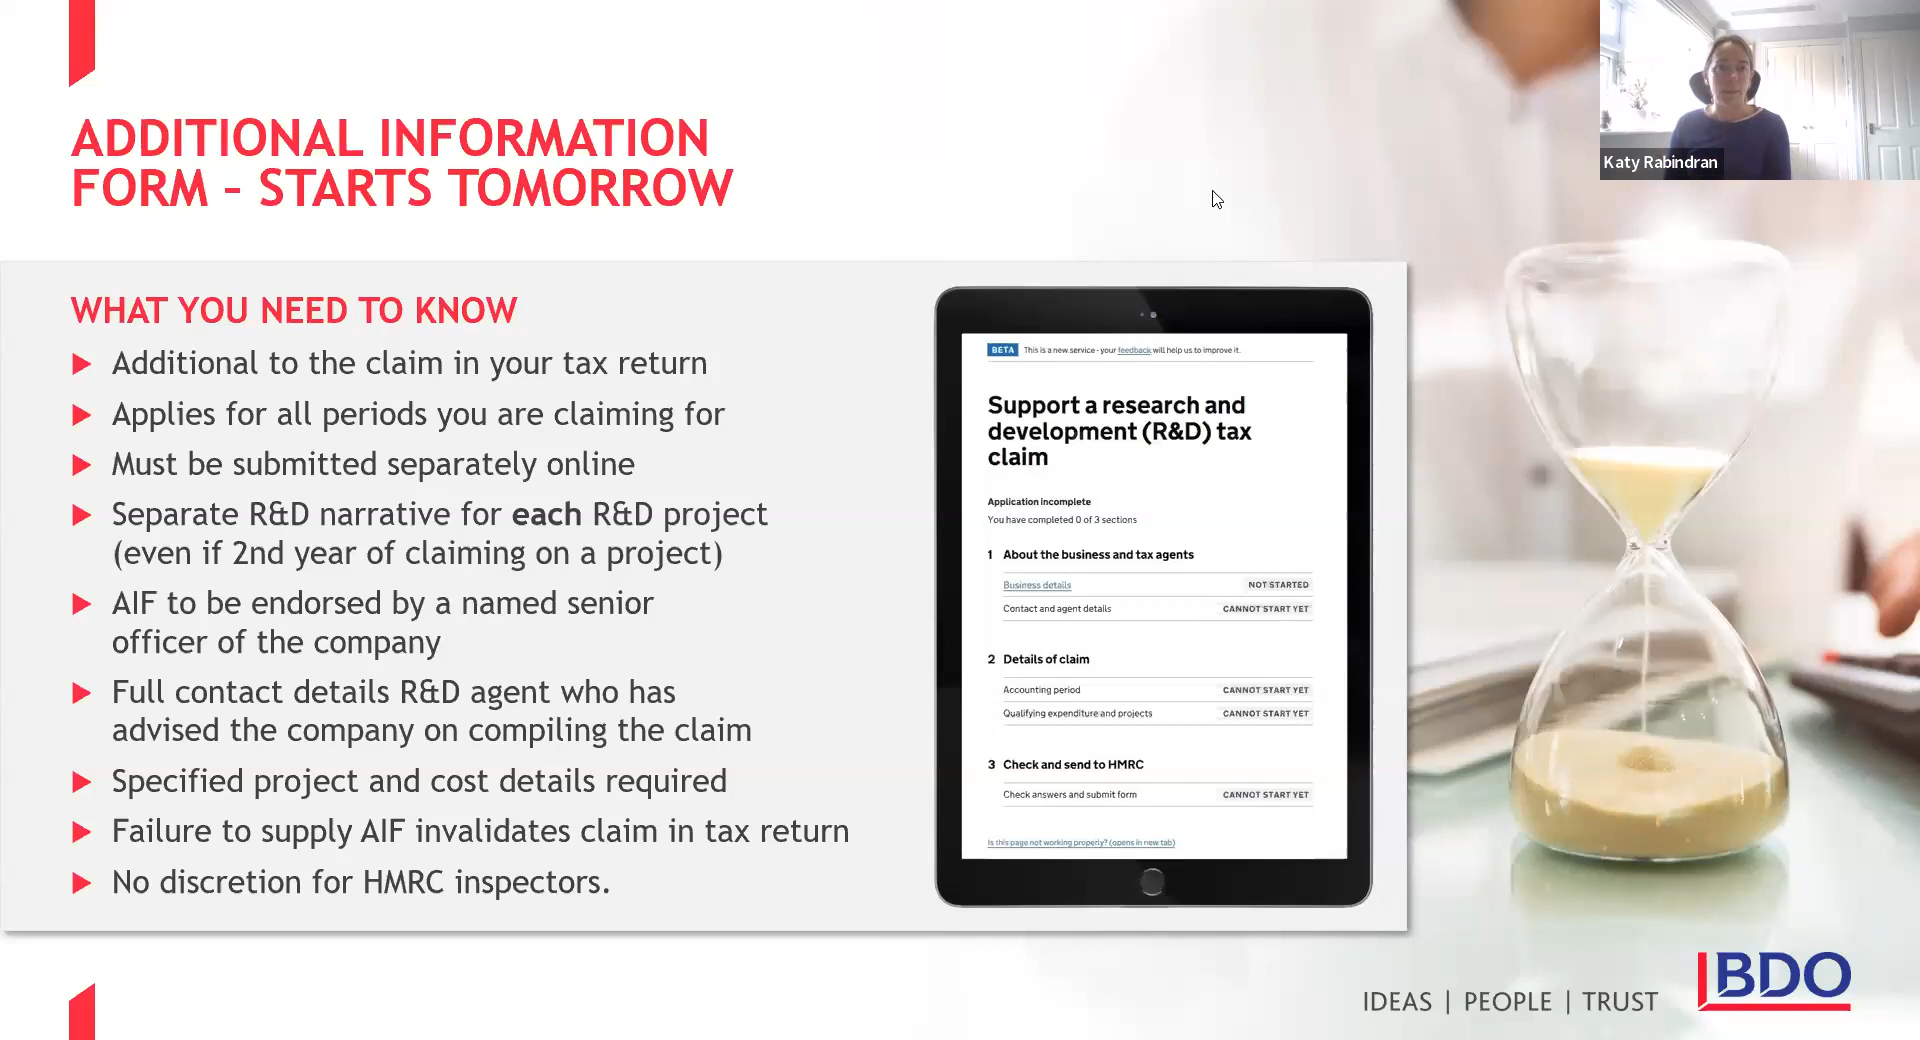 ADDITIONAL INFORMATION
FORM – STARTS TOMORROW
Katy Rabindran
WHAT YOU NEED TO KNOW
Additional to the claim in your tax return
Applies for all periods you are claiming for
Must be submitted separately online
Separate R&D narrative for each R&D project
(even if 2nd year of claiming on a project)
AIF to be endorsed by a named senior
officer of the company
Full contact details R&D agent who has
advised the company on compiling the claim
Specified project and cost details required
Failure to supply AIF invalidates claim in tax return
No discretion for HMRC inspectors.
BETA This is a new service - your feedback will help us to improve it.
Support a research and
development (R&D) tax
claim
Application incomplete
You have completed 0 of 3 sections
1 About the business and tax agents
Business details NOT STARTED
Contact and agent details CANNOT START YET
2 Details of claim
Accounting period CANNOT START YET
Qualifying expenditure and projects CANNOT START YET
3 Check and send to HMRC
Check answers and submit form CANNOT START YET
Is this page not working properly? (opens in new tab)
IDEAS | PEOPLE | TRUST
BDO